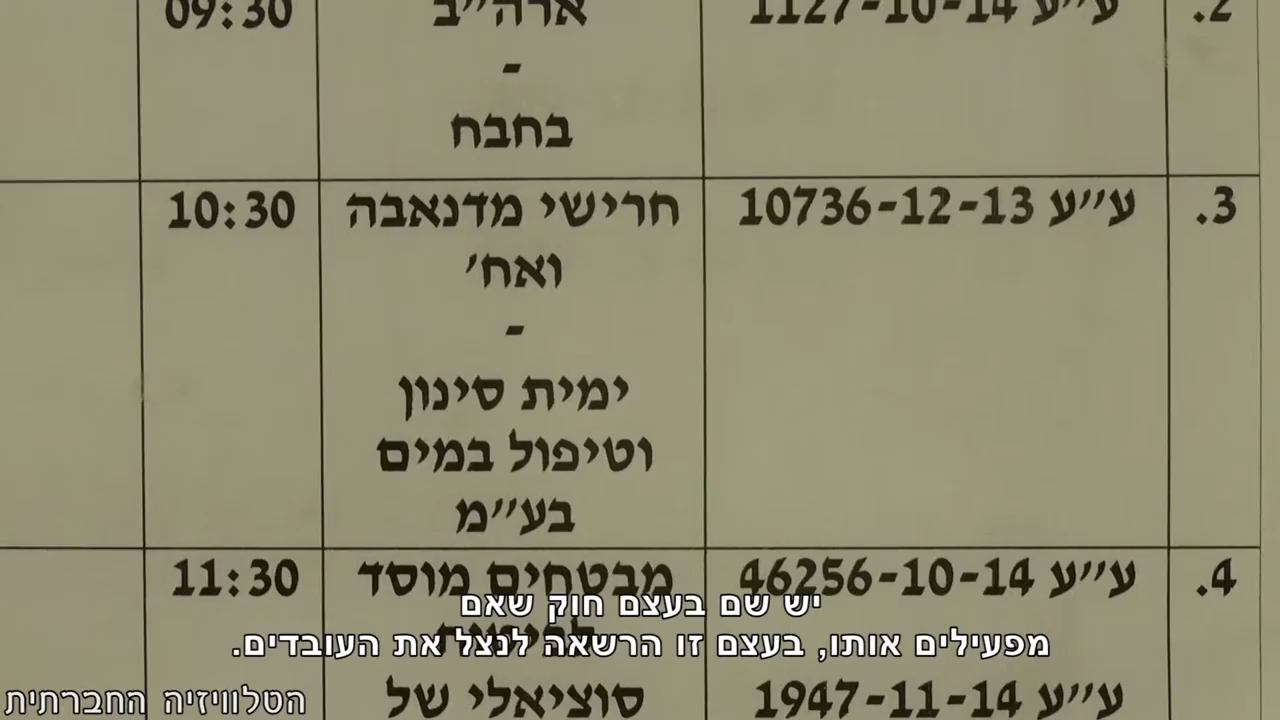 2. ע"ע 1127-10-14 ארה"ב 09:30
-
בחבח
3. ע"ע 10736-12-13 חרישי מדנאבה 10:30
ואח'
-
ימית סינון
וטיפול במים
בע"מ
4. ע"ע 46256-10-14 מבטחים מוסד 11:30
יש שם בעצם חוק שאם
מפעילים אותו, בעצם זו הרשאה לנצל את העובדים.
ע"ע 1947-11-14 סוציאלי של
הטלוויזיה החברתית